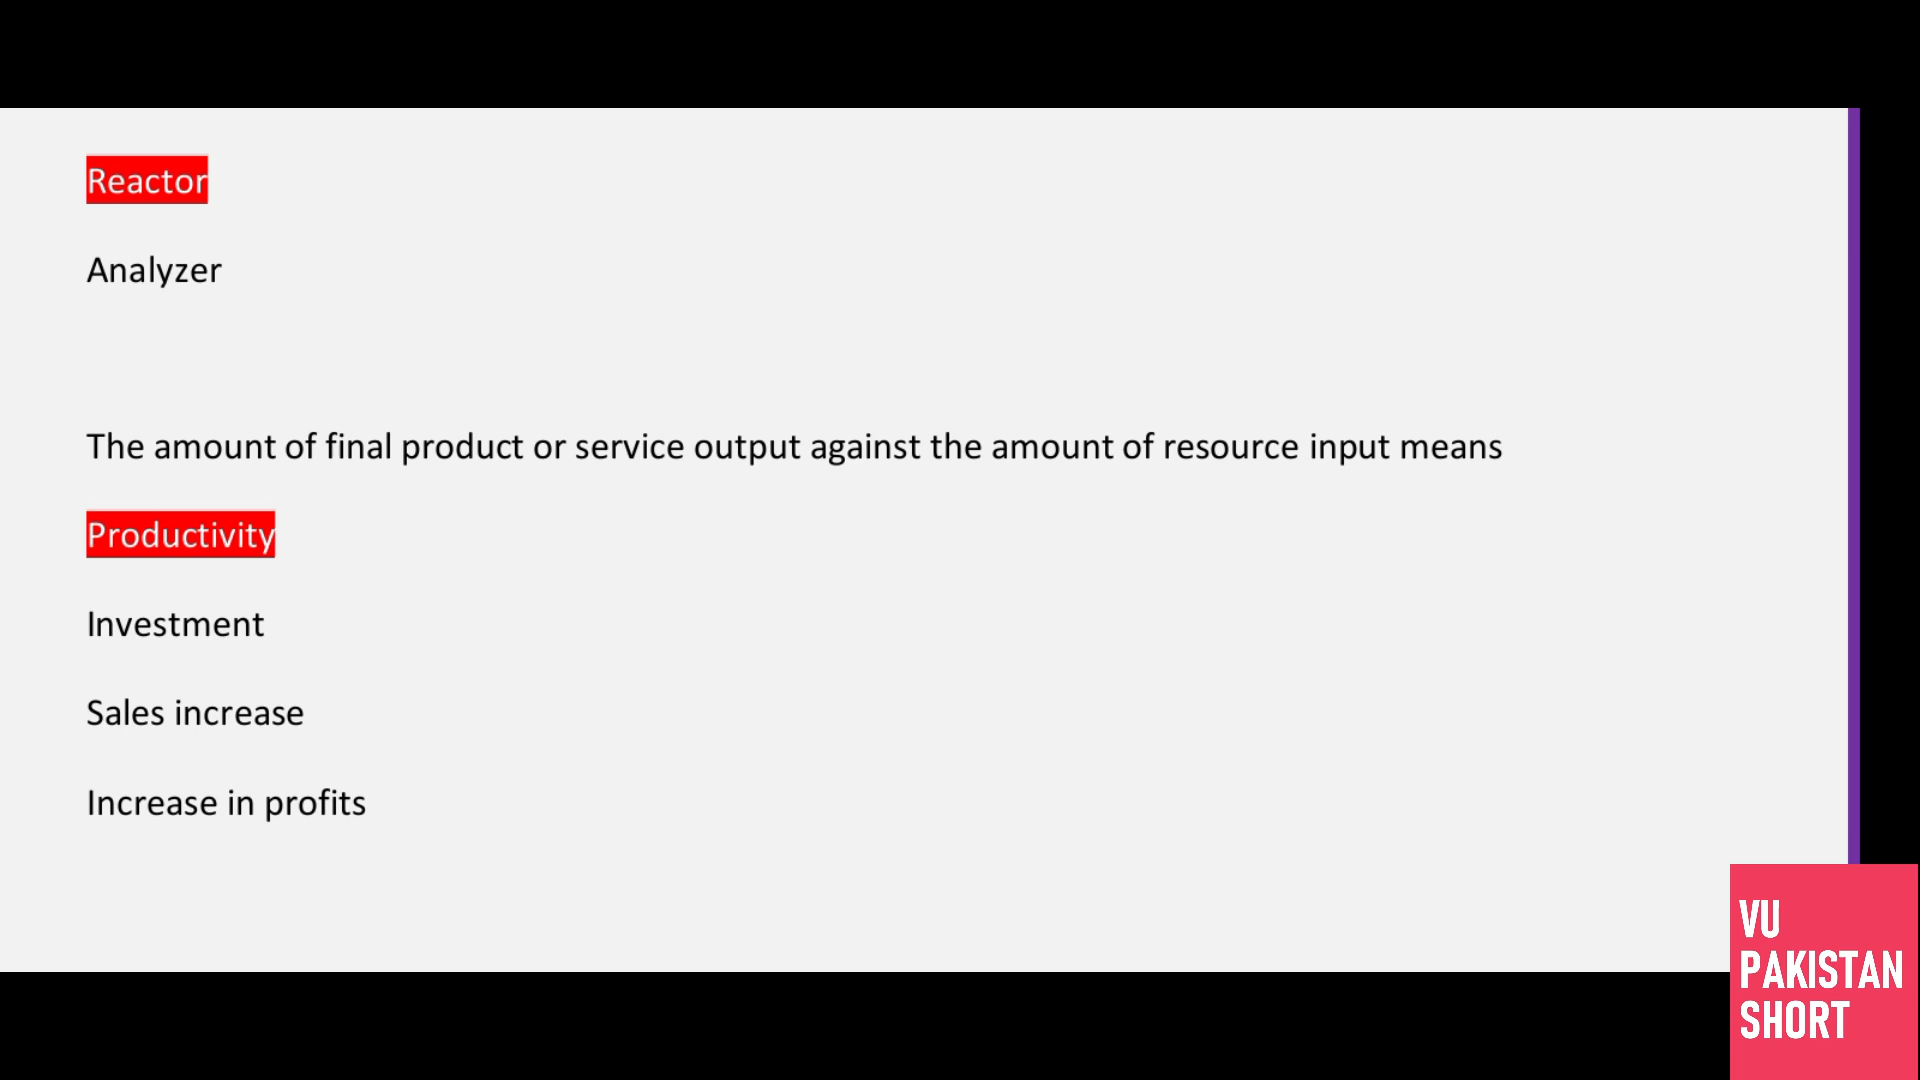 Reactor
Analyzer
The amount of final product or service output against the amount of resource input means
Productivity
Investment
Sales increase
Increase in profits
VU
PAKISTAN
SHORT